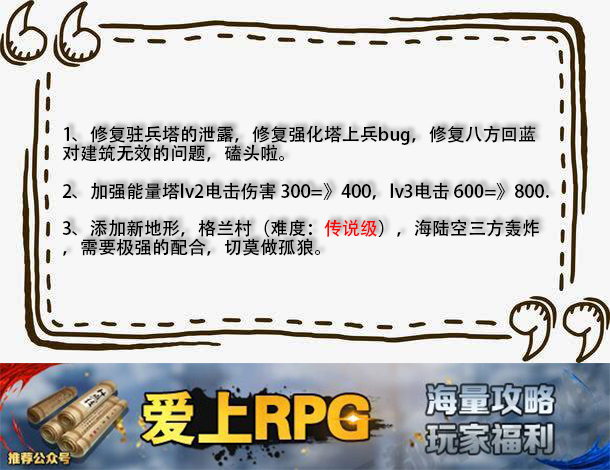 1、修复驻兵塔的泄露，修复强化塔上兵bug，修复八方回蓝
对建筑无效的问题，磕头啦。
2、加强能量塔lv2电击伤害 300=》400，lv3电击 600=》800.
3、添加新地形，格兰村（难度：传说级），海陆空三方轰炸
，需要极强的配合，切莫做孤狼。
爱上RPG
海量攻略
玩家福利
推荐公众号